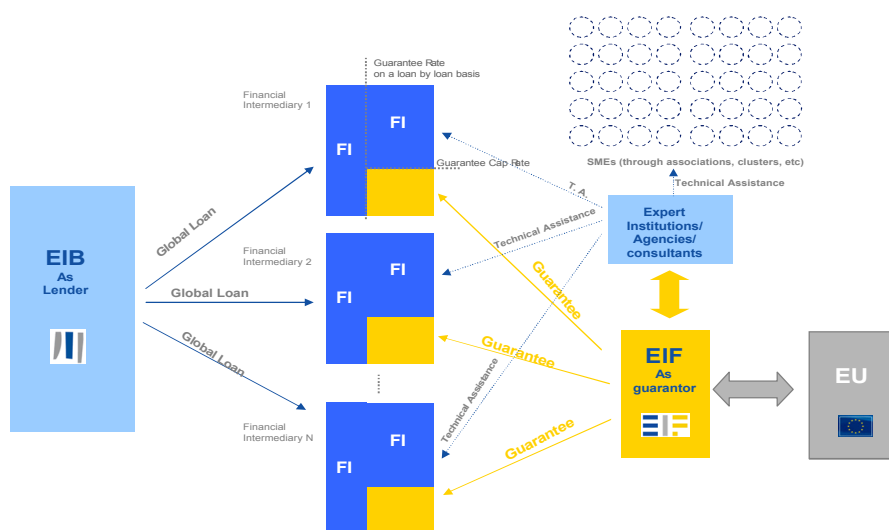 Guarantee Rate
on a loan by loan basis
Financial
Intermediary 1
FI
FI
Guarantee Cap Rate
SMEs (through associations, clusters, etc)
Technical Assistance
T. A.
Global Loan
Expert
Institutions/
Agencies/
consultants
Technical Assistance
EIB
As
Lender
Financial
Intermediary 2
FI
FI
Global Loan
Guarantee
Global Loan
Guarantee
EIF
As
guarantor
EIF
EU
Technical Assistance
Financial
Intermediary N
FI
FI
Guarantee